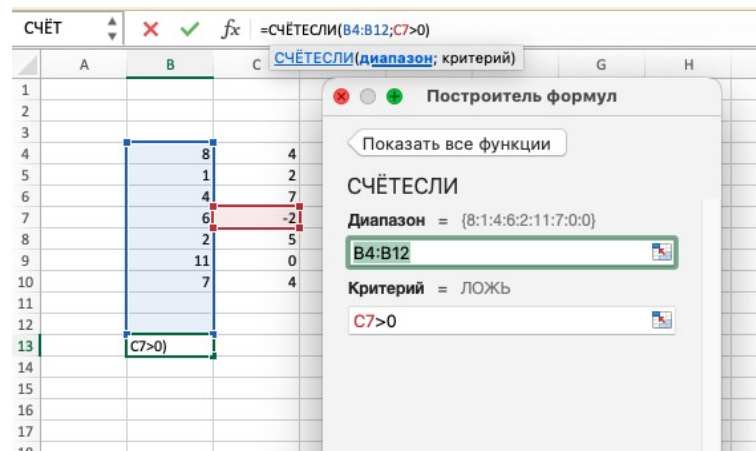 СЧЁТ fx =СЧЁТЕСЛИ(B4:B12;C7>0)
СЧЁТЕСЛИ(диапазон; критерий)
A B C G H
1
2
3
4 8 4
5 1 2
6 4 7
7 6 -2
8 2 5
9 11 0
10 7 4
11
12
13 C7>0)
14
15
16
17
18
Построитель формул
Показать все функции
СЧЁТЕСЛИ
Диапазон = {8:1:4:6:2:11:7:0:0}
B4:B12
Критерий = ЛОЖЬ
C7>0